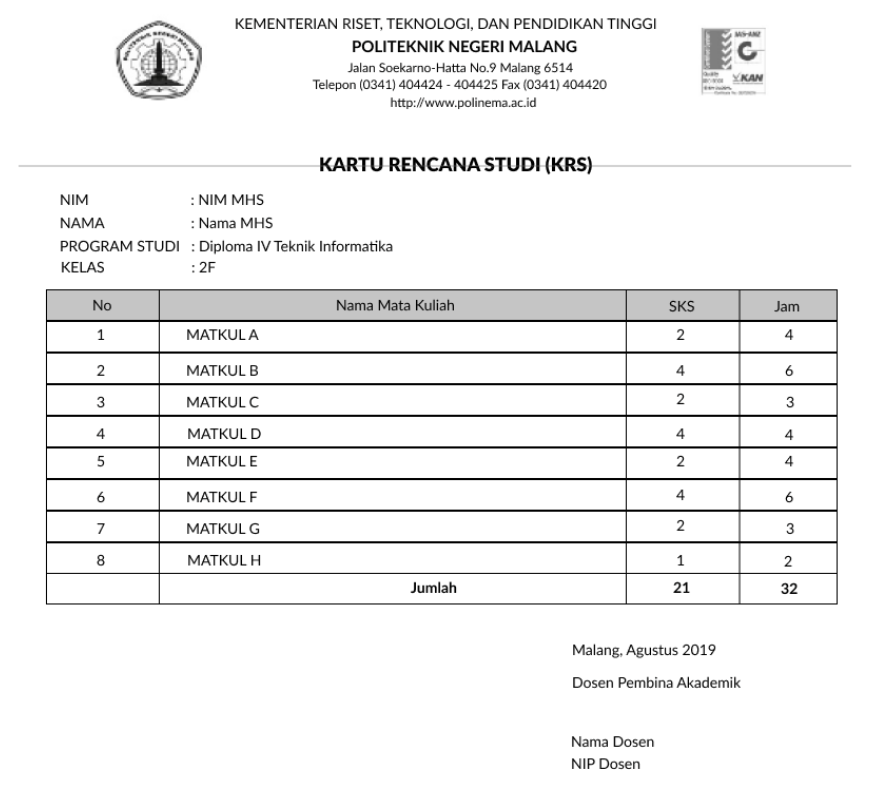 KEMENTERIAN RISET, TEKNOLOGI, DAN PENDIDIKAN TINGGI
POLITEKNIK NEGERI MALANG
Jalan Soekarno-Hatta No.9 Malang 6514
Telepon (0341) 404424 - 404425 Fax (0341) 404420
http://www.polinema.ac.id
KAN
KARTU RENCANA STUDI (KRS)
NIM : NIM MHS
NAMA : Nama MHS
PROGRAM STUDI : Diploma IV Teknik Informatika
KELAS : 2F
No Nama Mata Kuliah SKS Jam
1 MATKUL A 2 4
2 MATKUL B 4 6
3 MATKUL C 2 3
4 MATKUL D 4 4
5 MATKUL E 2 4
6 MATKUL F 4 6
7 MATKUL G 2 3
8 MATKUL H 1 2
Jumlah 21 32
Malang, Agustus 2019
Dosen Pembina Akademik
Nama Dosen
NIP Dosen